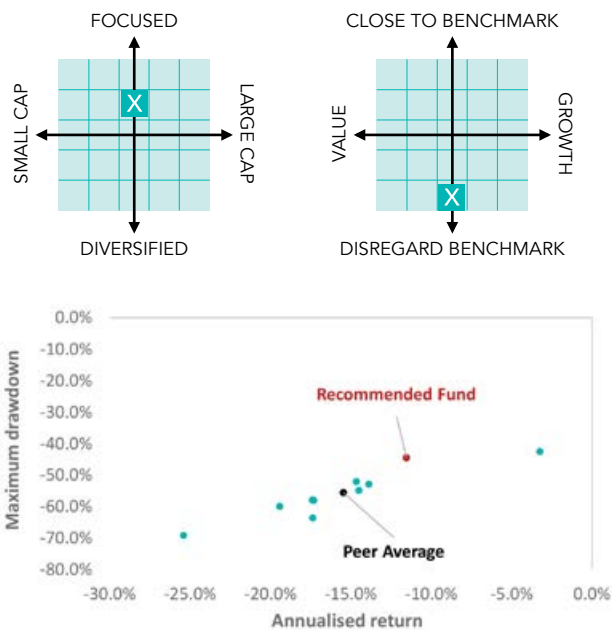 FOCUSED
SMALL CAP
X
LARGE CAP
DIVERSIFIED
CLOSE TO BENCHMARK
VALUE
GROWTH
X
DISREGARD BENCHMARK
0.0%
-10.0%
-20.0%
-30.0%
-40.0%
-50.0%
-60.0%
-70.0%
-80.0%
Maximum drawdown
Recommended Fund
Peer Average
-30.0% -25.0% -20.0% -15.0% -10.0% -5.0% 0.0%
Annualised return